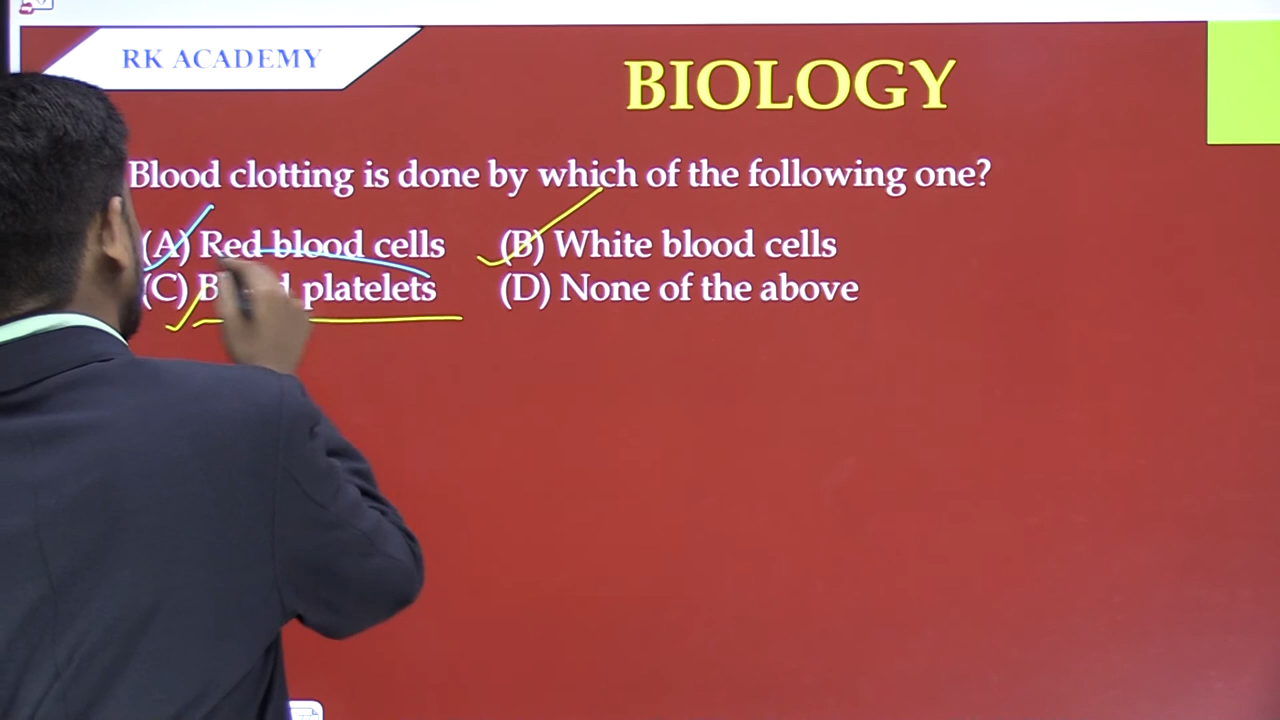 RK ACADEMY
BIOLOGY
Blood clotting is done by which of the following one?
(A) Red blood cells (B) White blood cells
(C) platelets (D) None of the above